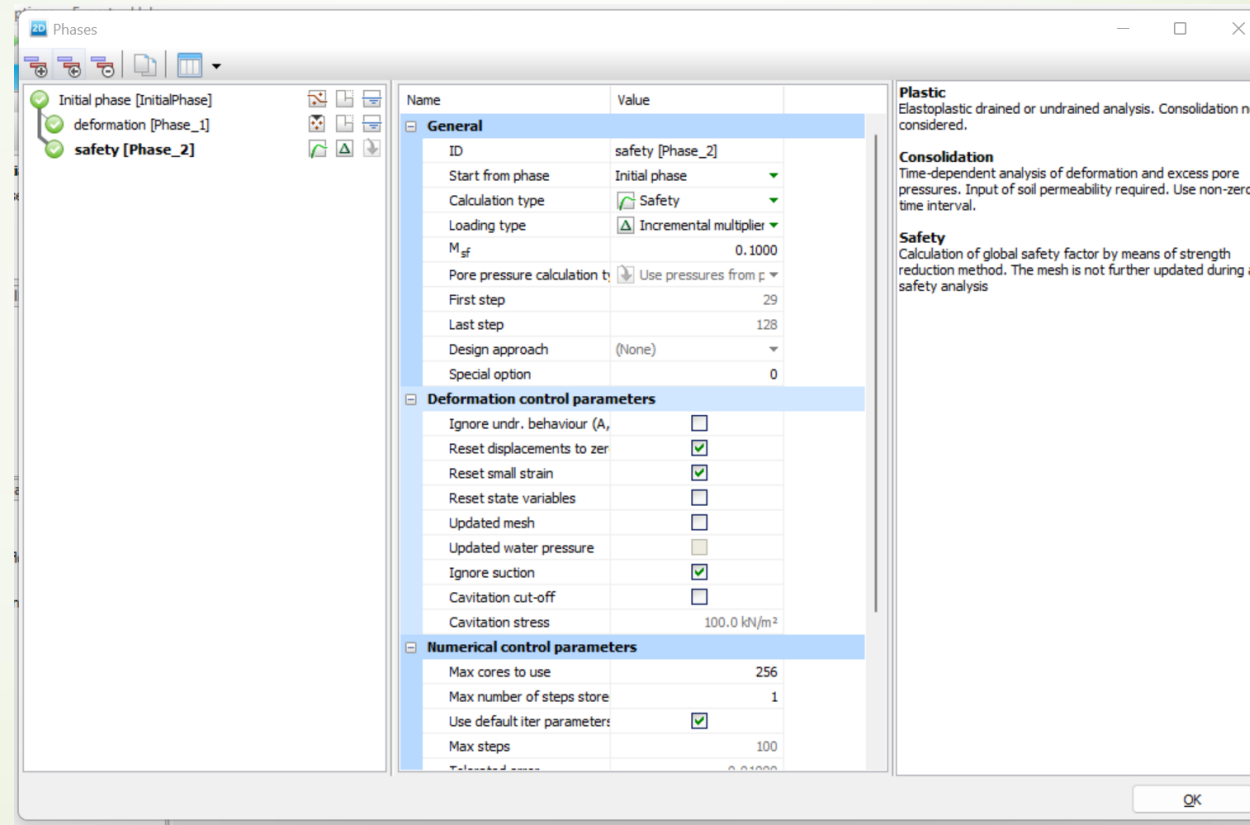 2D Phases
Initial phase [InitialPhase]
deformation [Phase_1]
safety [Phase_2]
Name Value
General
ID safety [Phase_2]
Start from phase Initial phase
Calculation type Safety
Loading type Incremental multiplier
Msf 0.1000
Pore pressure calculation ty Use pressures from p
First step 29
Last step 128
Design approach (None)
Special option 0
Deformation control parameters
Ignore undr. behaviour (A,
Reset displacements to zer
Reset small strain
Reset state variables
Updated mesh
Updated water pressure
Ignore suction
Cavitation cut-off
Cavitation stress 100.0 kN/m²
Numerical control parameters
Max cores to use 256
Max number of steps store 1
Use default iter parameters
Max steps 100
Tolerated error 0.01000
Plastic
Elastoplastic drained or undrained analysis. Consolidation n
considered.
Consolidation
Time-dependent analysis of deformation and excess pore
pressures. Input of soil permeability required. Use non-zero
time interval.
Safety
Calculation of global safety factor by means of strength
reduction method. The mesh is not further updated during a
safety analysis
OK